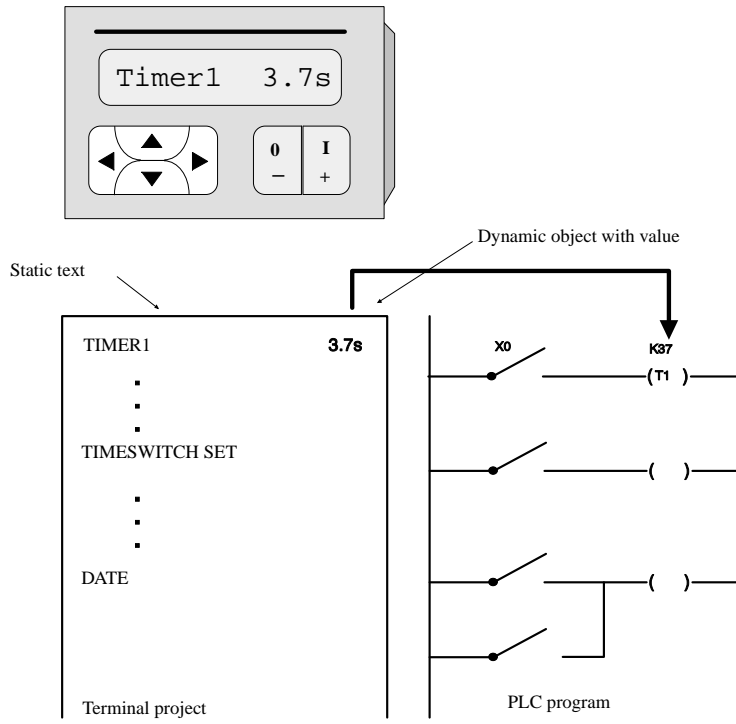 Timer1 3.7s
0 I
– +
Dynamic object with value
Static text
TIMER1 3.7s
X0 K37
(T1 )
TIMESWITCH SET
( )
DATE
( )
Terminal project
PLC program